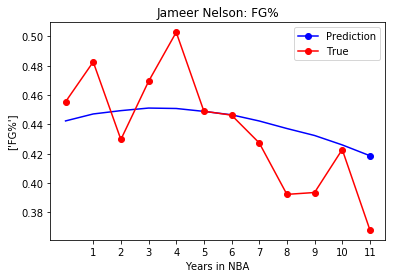 Jameer Nelson: FG%
Prediction
True
['FG%']
0.50
0.48
0.46
0.44
0.42
0.40
0.38
1 2 3 4 5 6 7 8 9 10 11
Years in NBA